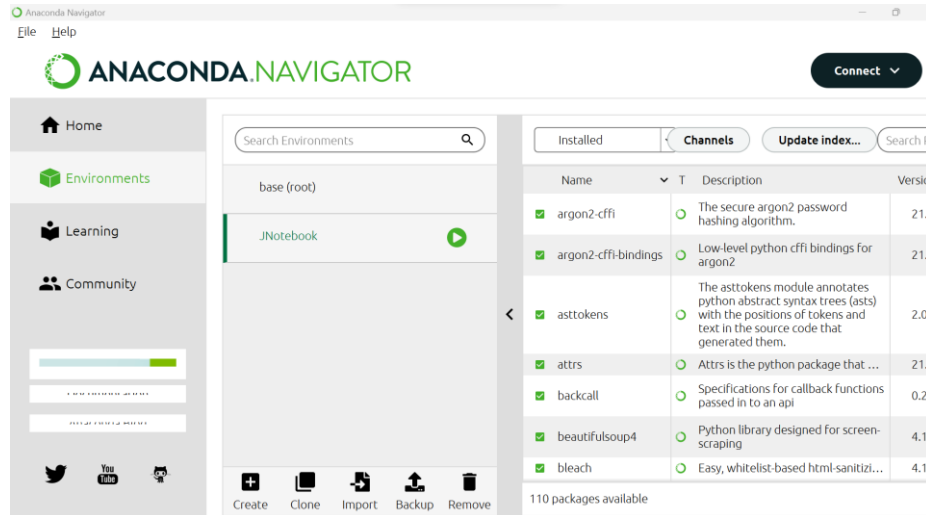 Anaconda Navigator
File Help
ANACONDA.NAVIGATOR
Connect
Home
Environments
Learning
Community
You
Tube
Search Environments
base (root)
JNotebook
Create Clone Import Backup Remove
Installed Channels Update index... Search
Name T Description
argon2-cffi The secure argon2 password
hashing algorithm. 21.
argon2-cffi-bindings Low-level python cffi bindings for
argon2 21.
The asttokens module annotates
python abstract syntax trees (asts)
asttokens with the positions of tokens and 2.0
text in the source code that
generated them.
attrs Attrs is the python package that ... 21.
backcall Specifications for callback functions
passed in to an api 0.2
beautifulsoup4 Python library designed for screen-
scraping 4.1
bleach Easy, whitelist-based html-sanitizi... 4.1
110 packages available